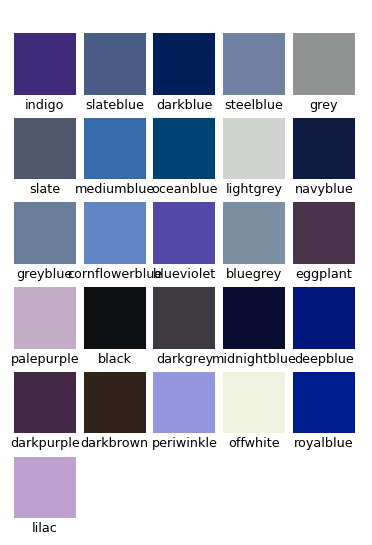 indigo slateblue darkblue steelblue grey
slate mediumblue oceanblue lightgrey navyblue
greyblue cornflowerblue blueviolet bluegrey eggplant
palepurple black darkgrey midnightblue deepblue
darkpurple darkbrown periwinkle offwhite royalblue
lilac